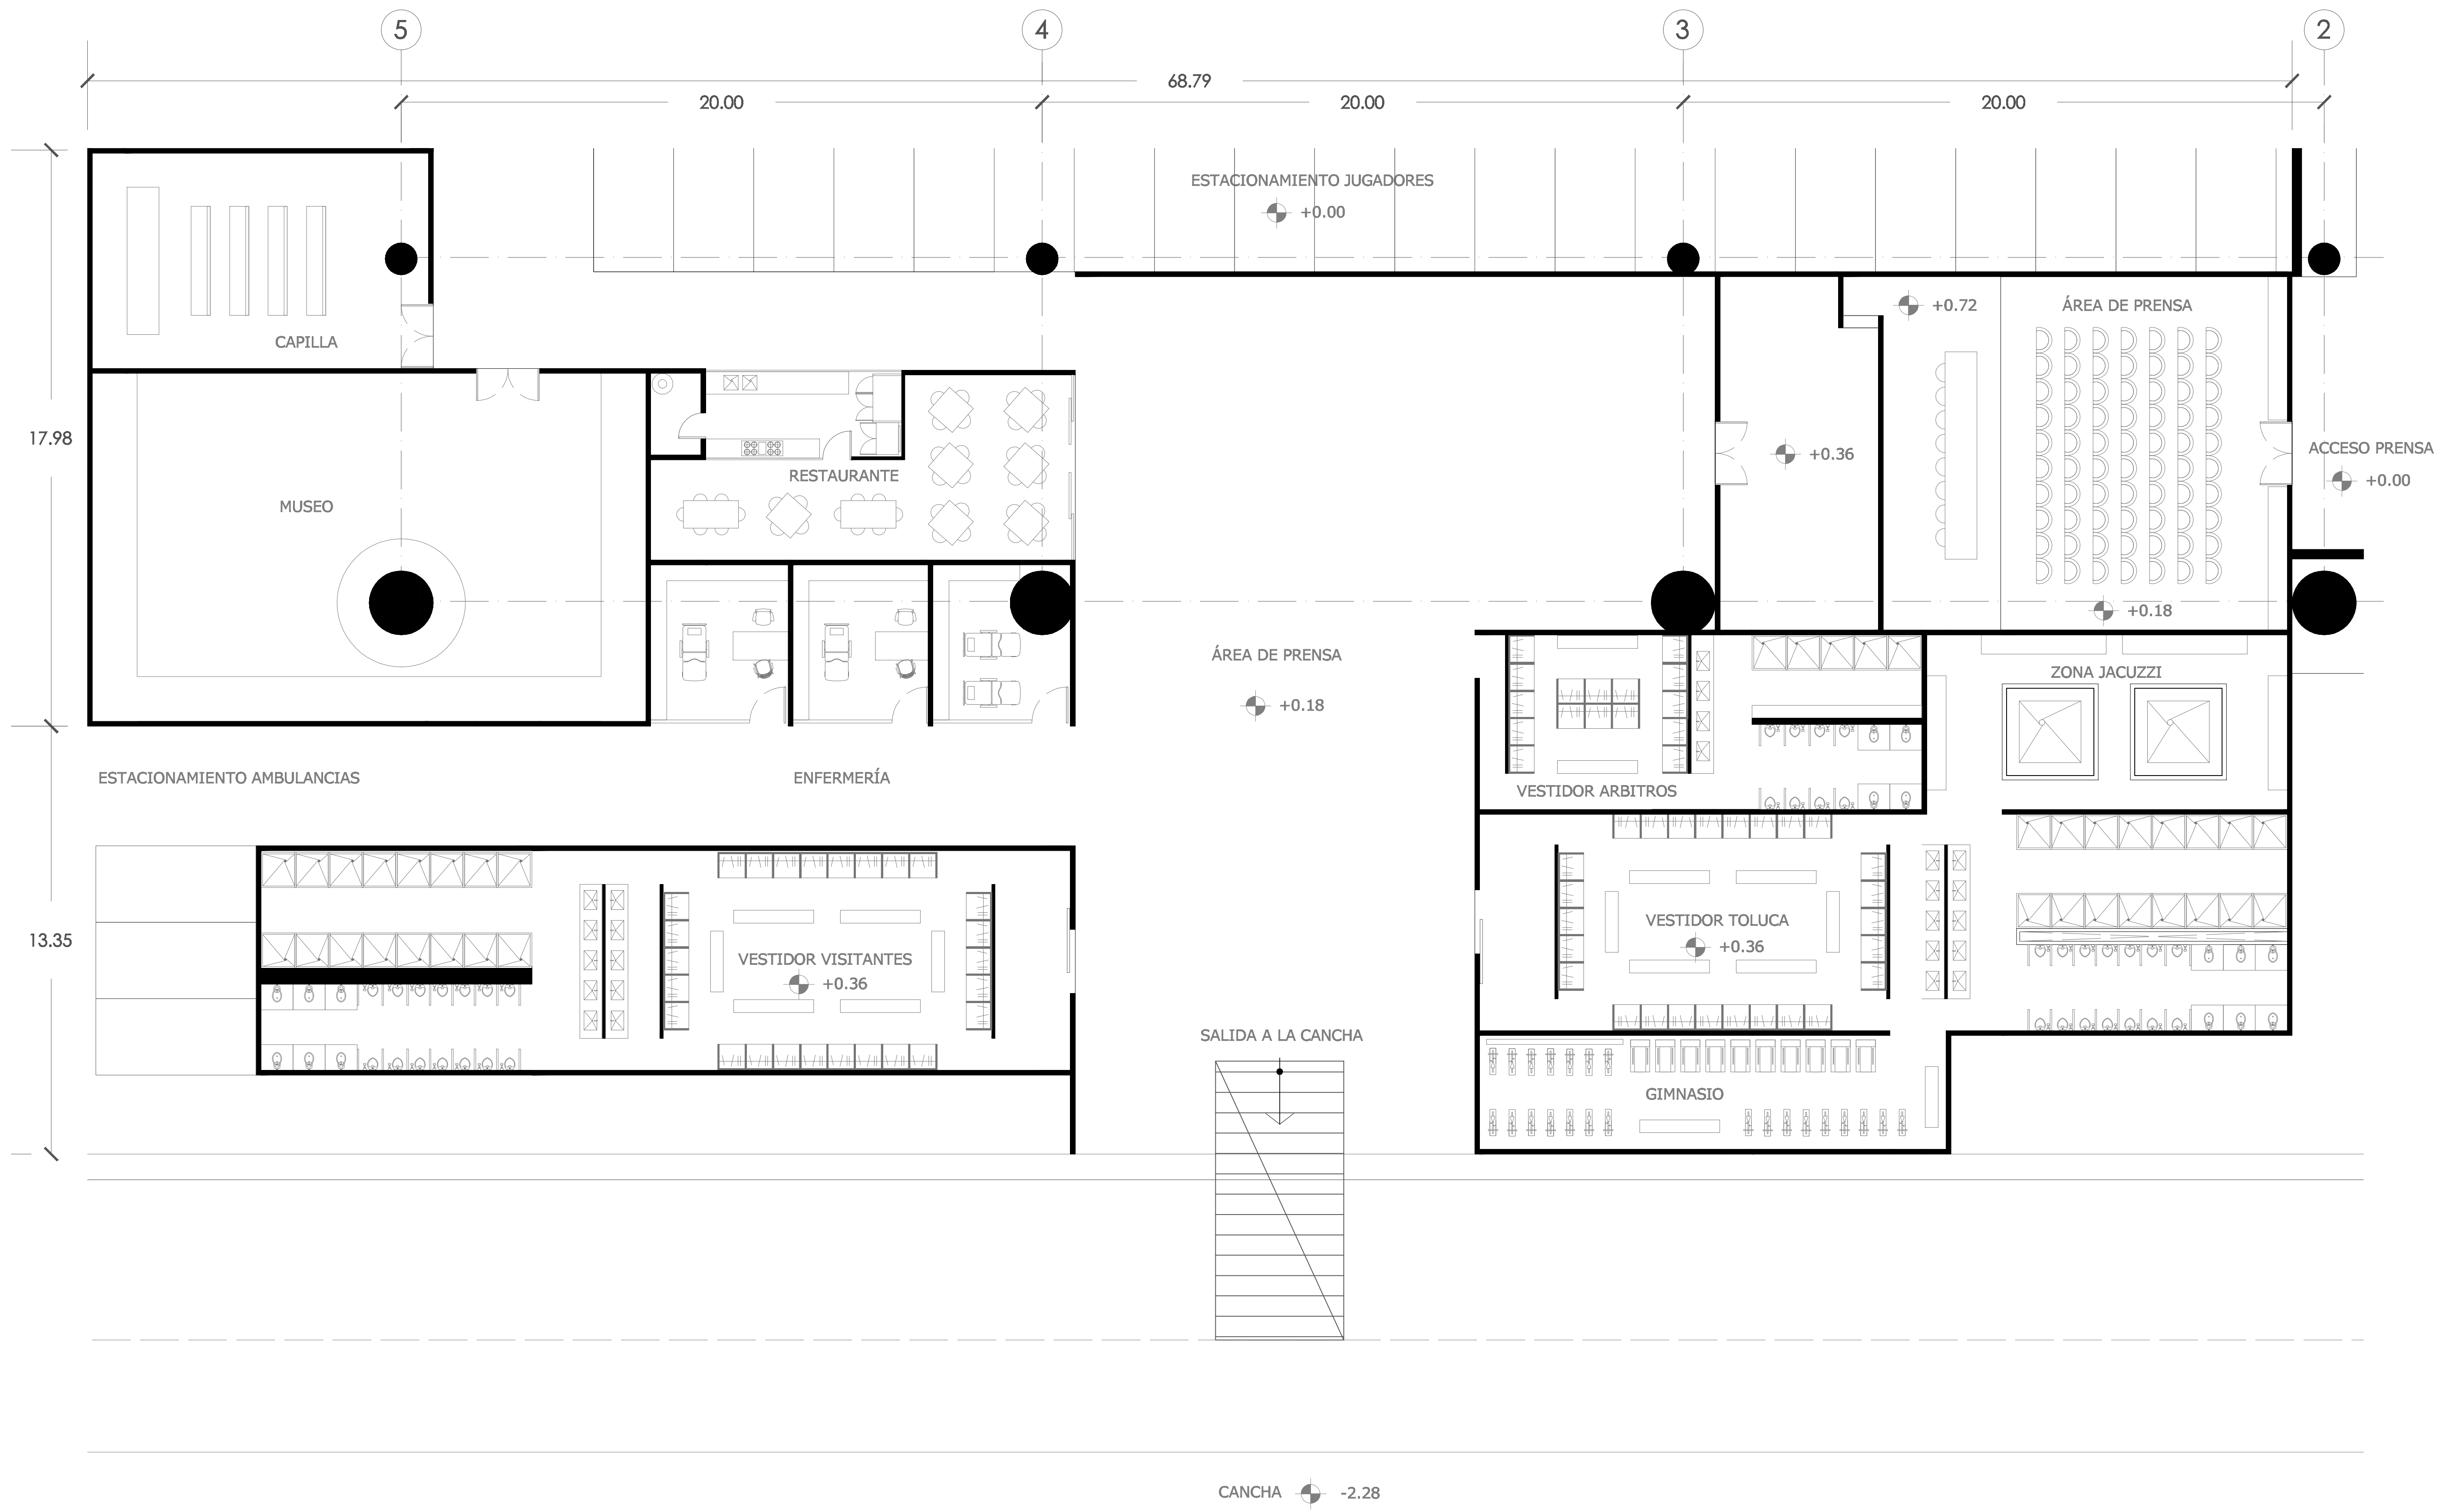 5
4
3
2
68.79
20.00
20.00
20.00
ESTACIONAMIENTO JUGADORES
+0.00
+0.72
ÁREA DE PRENSA
CAPILLA
17.98
+0.36
ACCESO PRENSA
+0.00
RESTAURANTE
MUSEO
+0.18
ÁREA DE PRENSA
+0.18
ZONA JACUZZI
ESTACIONAMIENTO AMBULANCIAS
ENFERMERÍA
VESTIDOR ARBITROS
13.35
VESTIDOR VISITANTES
+0.36
VESTIDOR TOLUCA
+0.36
SALIDA A LA CANCHA
GIMNASIO
CANCHA
-2.28